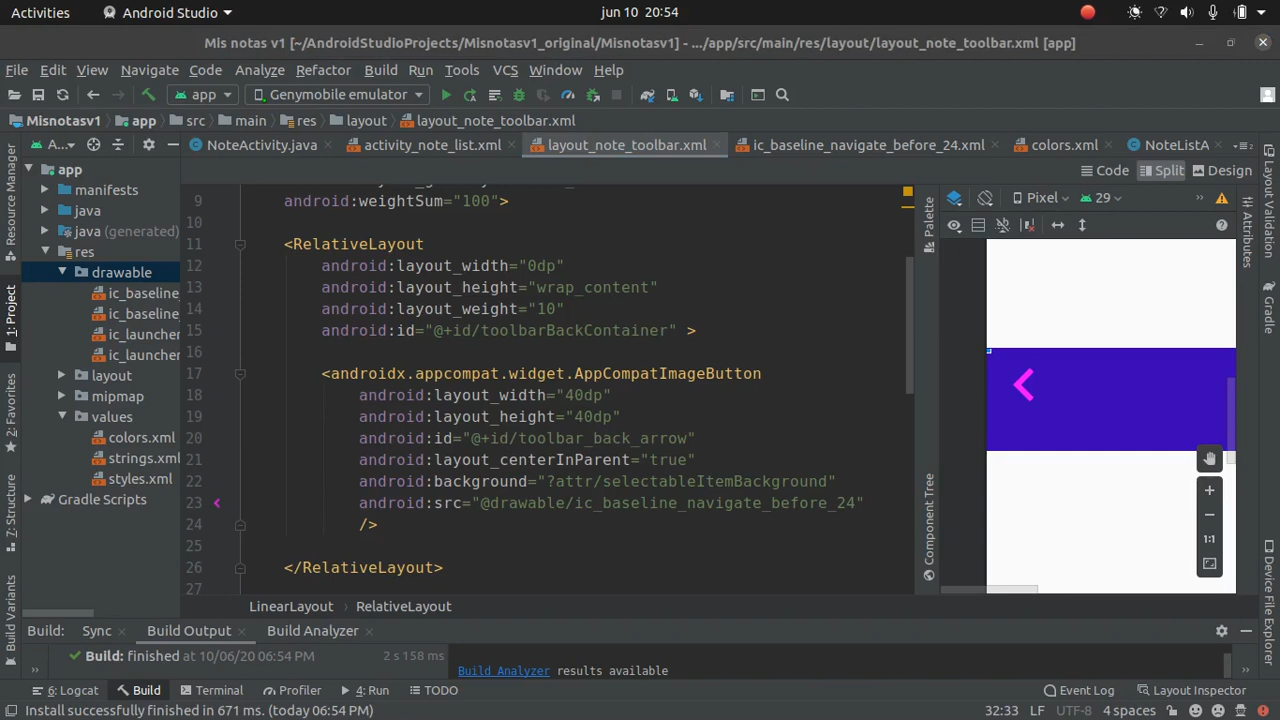 Activities
Android Studio
jun 10 20:54
Mis notas v1 [~/AndroidStudioProjects/Misnotasv1_original/Misnotasv1] - .../app/src/main/res/layout/layout_note_toolbar.xml [app]
File Edit View Navigate Code Analyze Refactor Build Run Tools VCS Window Help
app
Genymobile emulator
Misnotasv1 app src main res layout layout_note_toolbar.xml
A...
NoteActivity.java
activity_note_list.xml
layout_note_toolbar.xml
ic_baseline_navigate_before_24.xml
colors.xml
NoteListA
Code
Split
Design
Resource Manager
1: Project
2: Favorites
7: Structure
Build Variants
app
manifests
java
java (generated)
res
drawable
ic_baseline_
ic_baseline_
ic_launcher
ic_launcher
layout
mipmap
values
colors.xml
strings.xml
styles.xml
Gradle Scripts
9 android:weightSum="100">
10
11 <RelativeLayout
12 android:layout_width="0dp"
13 android:layout_height="wrap_content"
14 android:layout_weight="10"
15 android:id="@+id/toolbarBackContainer" >
16
17 <androidx.appcompat.widget.AppCompatImageButton
18 android:layout_width="40dp"
19 android:layout_height="40dp"
20 android:id="@+id/toolbar_back_arrow"
21 android:layout_centerInParent="true"
22 android:background="?attr/selectableItemBackground"
23 android:src="@drawable/ic_baseline_navigate_before_24"
24 />
25
26 </RelativeLayout>
27
LinearLayout › RelativeLayout
Palette
Component Tree
Pixel
29
1:1
Attributes
Layout Validation
Gradle
Device File Explorer
Build: Sync Build Output Build Analyzer
Build: finished at 10/06/20 06:54 PM 2 s 158 ms
Build Analyzer results available
6: Logcat
Build
Terminal
Profiler
4: Run
TODO
Event Log
Layout Inspector
Install successfully finished in 671 ms. (today 06:54 PM)
32:33 LF UTF-8 4 spaces